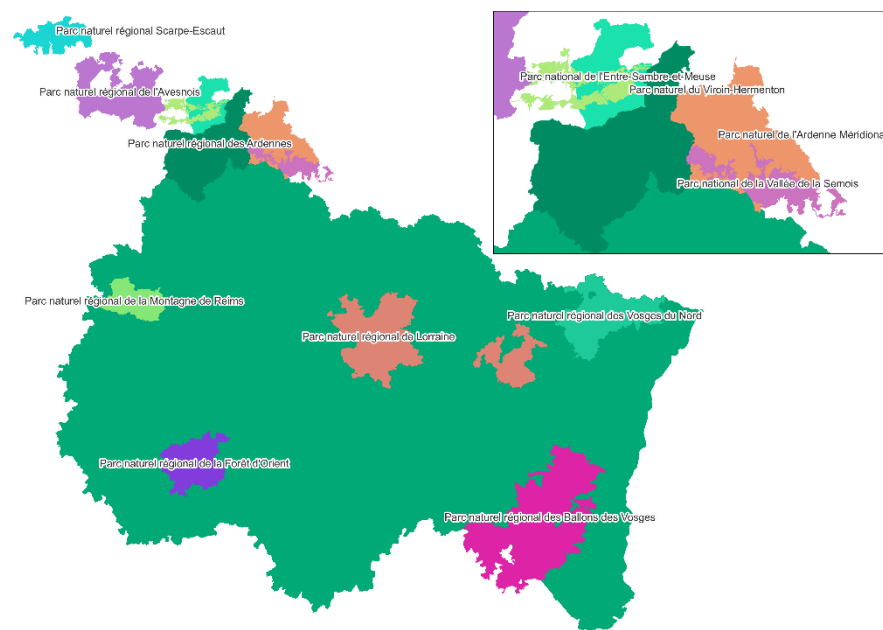 Parc naturel régional Scarpe-Escaut
Parc naturel régional de l'Avesnois
Parc naturel régional des Ardennes
Parc national de l'Entre-Sambre-et-Meuse
Parc naturel du Viroin-Hermenton
Parc naturel de l'Ardenne Méridiona
Parc national de la Vallée de la Semois
Parc naturel régional de la Montagne de Reims
Parc naturel régional de Lorraine
Parc naturel régional des Vosges du Nord
Parc naturel régional de la Forêt d'Orient
Parc naturel régional des Ballons des Vosges